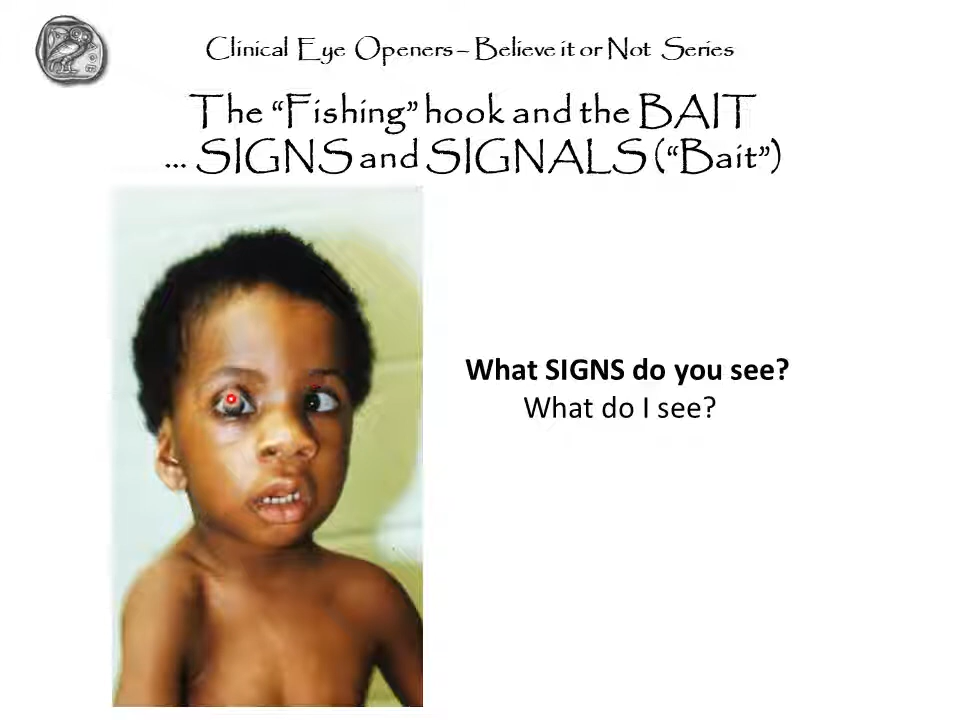 Clinical Eye Openers – Believe it or Not Series
The “Fishing” hook and the BAIT
... SIGNS and SIGNALS (“Bait”)
What SIGNS do you see?
What do I see?